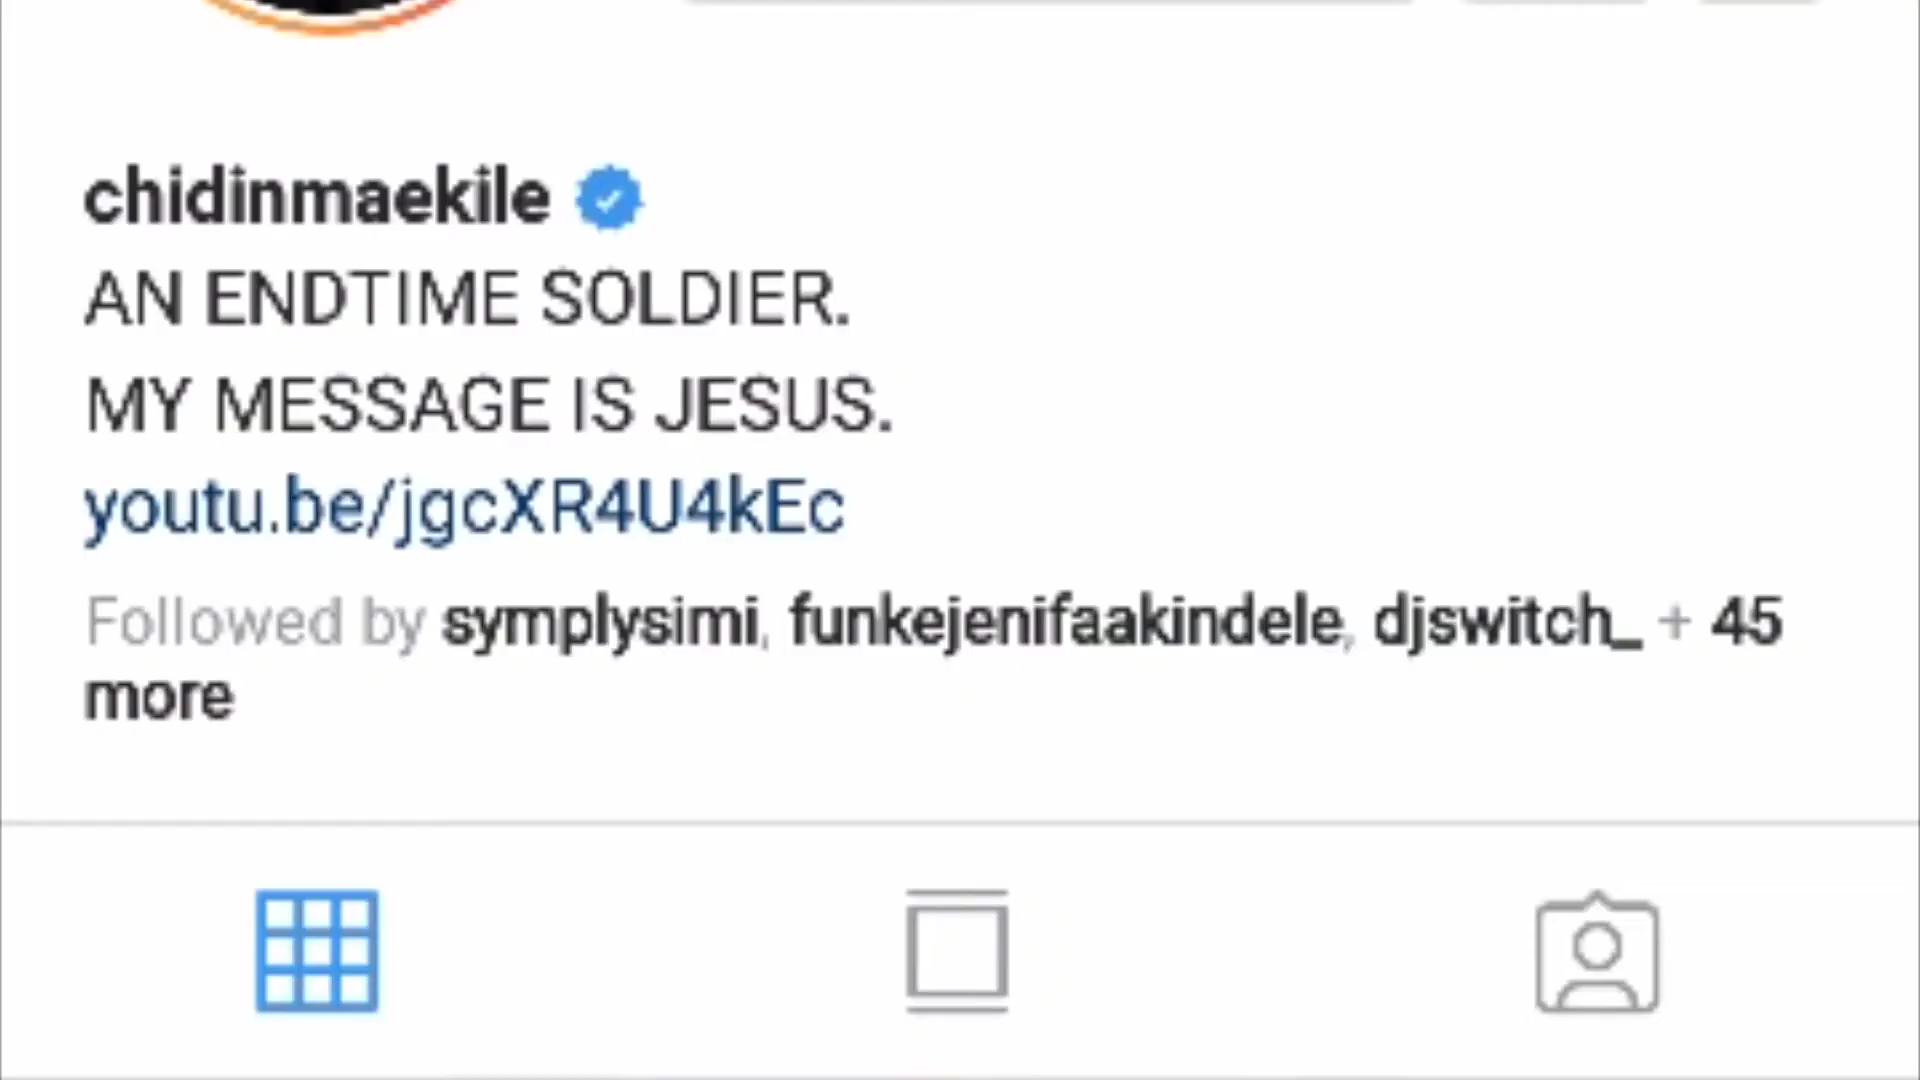 chidinmaekile
AN ENDTIME SOLDIER.
MY MESSAGE IS JESUS.
youtu.be/jgcXR4U4kEc
Followed by symplysimi, funkejenifaakindele, djswitch_ + 45
more